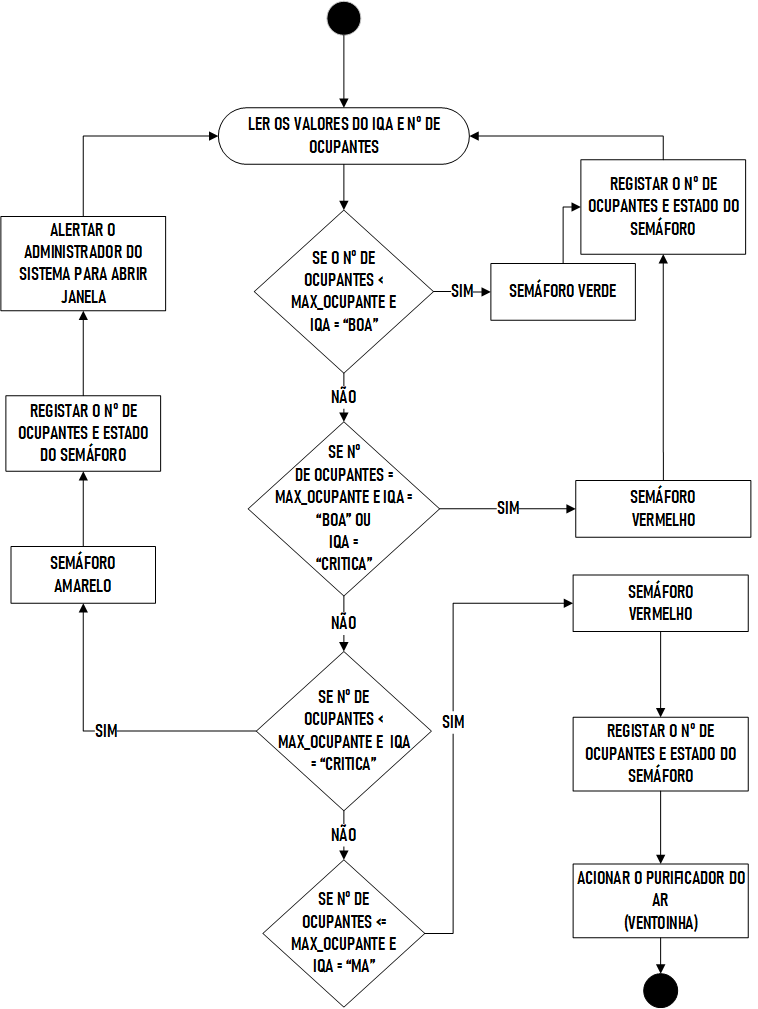 LER OS VALORES DO IQA E Nº DE
OCUPANTES
REGISTAR O Nº DE
OCUPANTES E ESTADO DO
SEMÁFORO
ALERTAR O
ADMINISTRADOR DO
SISTEMA PARA ABRIR
JANELA
SE O Nº DE
OCUPANTES <
MAX_OCUPANTE E
IQA = “BOA”
SIM
SEMÁFORO VERDE
NÃO
REGISTAR O Nº DE
OCUPANTES E ESTADO
DO SEMÁFORO
SE Nº
DE OCUPANTES =
MAX_OCUPANTE E IQA =
“BOA” OU
IQA =
“CRITICA”
SIM
SEMÁFORO
VERMELHO
SEMÁFORO
AMARELO
NÃO
SEMÁFORO
VERMELHO
SE Nº DE
OCUPANTES <
MAX_OCUPANTE E IQA
= “CRITICA”
SIM
SIM
REGISTAR O Nº DE
OCUPANTES E ESTADO DO
SEMÁFORO
NÃO
SE Nº DE
OCUPANTES <=
MAX_OCUPANTE E
IQA = “MA”
ACIONAR O PURIFICADOR DO
AR
(VENTOINHA)